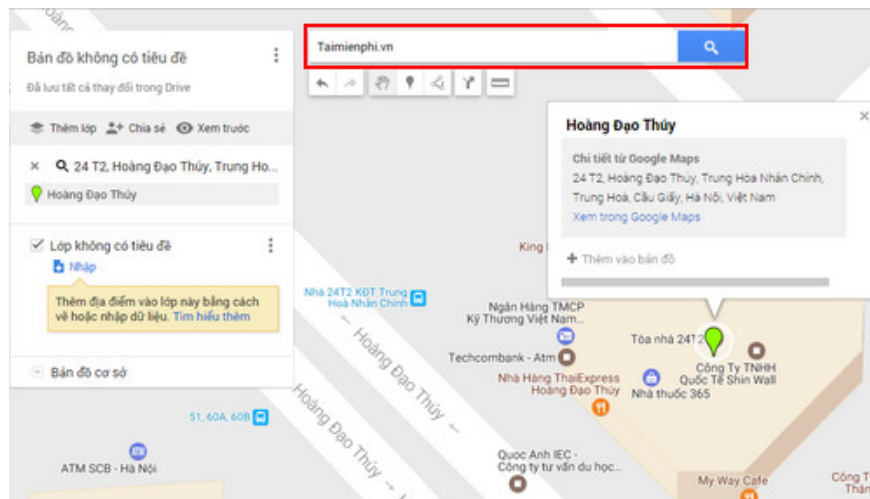 Taimienphi.vn
Bản đồ không có tiêu đề
Đã lưu tất cả thay đổi trong Drive
Thêm lớp Chia sẻ Xem trước
24 T2, Hoàng Đạo Thúy, Trung Ho...
Hoàng Đạo Thúy
Lớp không có tiêu đề
Nhập
Thêm địa điểm vào lớp này bằng cách
vẽ hoặc nhập dữ liệu. Tìm hiểu thêm
Bản đồ cơ sở
Hoàng Đạo Thúy
Chi tiết từ Google Maps
24 T2, Hoàng Đạo Thúy, Trung Hòa Nhân Chính,
Trung Hoà, Cầu Giấy, Hà Nội, Việt Nam
Xem trong Google Maps
Thêm vào bản đồ
King
Nhà 24T2 KĐT Trung
Hoà Nhân Chính
Ngân Hàng TMCP
Kỹ Thương Việt Nam...
Techcombank - Atm
Nhà Hàng ThaiExpress
Hoàng Đạo Thúy
Tòa nhà 24T2
Công Ty TNHH
Quốc Tế Shin Wall
Nhà thuốc 365
Hoàng Đạo Thúy
Hoàng Đạo Thúy
51, 60A, 60B
ATM SCB - Hà Nội
Quoc Anh IEC -
Công ty tư vấn du học...
My Way Cafe
Công T
Thàn